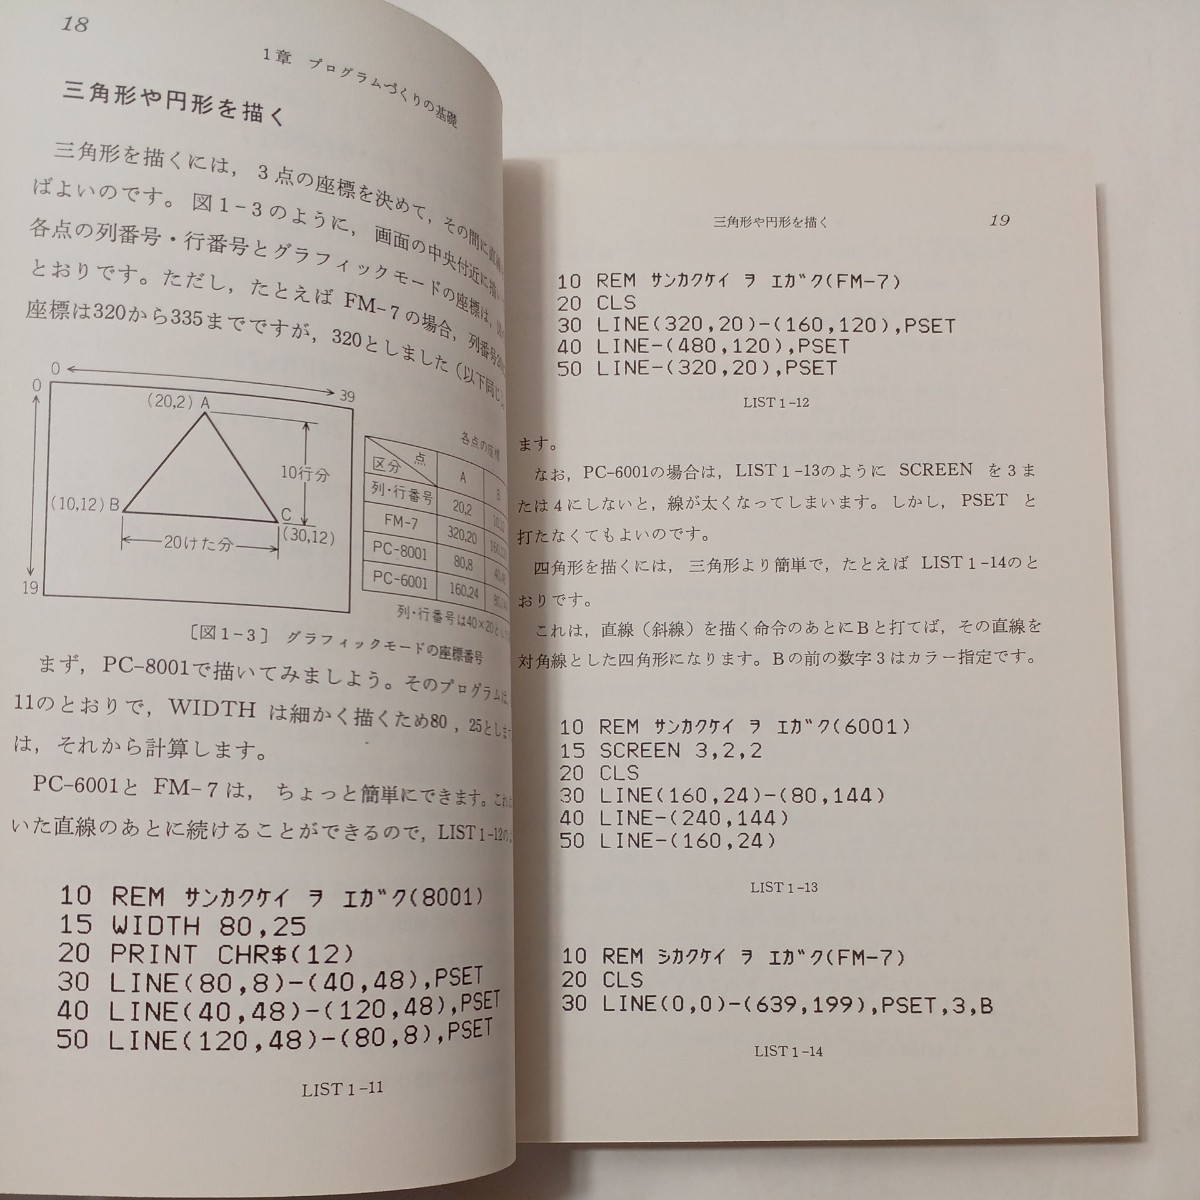 18
1章 プログラムづくりの基礎
三角形や円形を描く
三角形を描くには,3点の座標を決めて,その間に直線
ばよいのです。図1-3のように,画面の中央付近に描い
各点の列番号・行番号とグラフィックモードの座標は,
とおりです。ただし,たとえば FM-7の場合,列番号20
座標は320から335までですが,320としました(以下同じ)。
0 39
0
(20,2) A
10行分
(10,12) B
C
(30,12)
20けた分
19
各点の座標
区分 点 A B
列・行番号 20,2 10,12
FM-7 320,20 160,120
PC-8001 80,8 40,48
PC-6001 160,24 80,144
列・行番号は40×20と
〔図1-3〕 グラフィックモードの座標番号
まず,PC-8001で描いてみましよう。そのプログラムは,
11のとおりで,WIDTH は細かく描くため80,25とします
は,それから計算します。
PC-6001と FM-7は, ちょっと簡単にできます。これ
いた直線のあとに続けることができるので,LIST1-12の
10 REM サンカクケイ ヲ エガク(8001)
15 WIDTH 80,25
20 PRINT CHR$(12)
30 LINE(80,8)-(40,48),PSET
40 LINE(40,48)-(120,48),PSET
50 LINE(120,48)-(80,8),PSET
LIST1-11
三角形や円形を描く 19
10 REM サンカクケイ ヲ エガク(FM-7)
20 CLS
30 LINE(320,20)-(160,120),PSET
40 LINE-(480,120),PSET
50 LINE-(320,20),PSET
LIST1-12
ます。
なお,PC-6001の場合は,LIST1-13のように SCREEN を3ま
たは4にしないと,線が太くなってしまいます。しかし,PSET と
打たなくてもよいのです。
四角形を描くには,三角形より簡単で,たとえば LIST1-14のと
おりです。
これは,直線(斜線)を描く命令のあとにBと打てば,その直線を
対角線とした四角形になります。Bの前の数字3はカラー指定です。
10 REM サンカクケイ ヲ エガク(6001)
15 SCREEN 3,2,2
20 CLS
30 LINE(160,24)-(80,144)
40 LINE-(240,144)
50 LINE-(160,24)
LIST1-13
10 REM シカクケイ ヲ エガク(FM-7)
20 CLS
30 LINE(0,0)-(639,199),PSET,3,B
LIST1-14